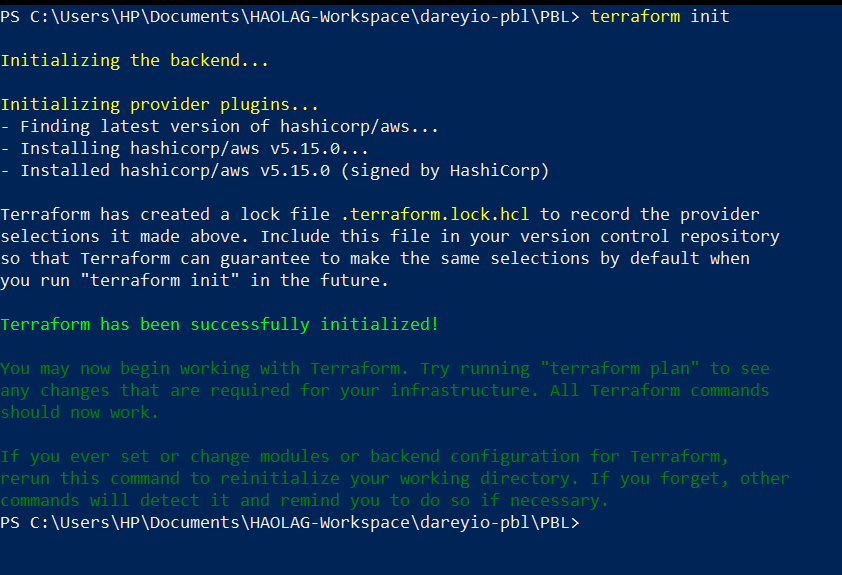 PS C:\Users\HP\Documents\HAOLAG-Workspace\dareyio-pbl\PBL> terraform init
Initializing the backend...
Initializing provider plugins...
- Finding latest version of hashicorp/aws...
- Installing hashicorp/aws v5.15.0...
- Installed hashicorp/aws v5.15.0 (signed by HashiCorp)
Terraform has created a lock file .terraform.lock.hcl to record the provider
selections it made above. Include this file in your version control repository
so that Terraform can guarantee to make the same selections by default when
you run "terraform init" in the future.
Terraform has been successfully initialized!
You may now begin working with Terraform. Try running "terraform plan" to see
any changes that are required for your infrastructure. All Terraform commands
should now work.
If you ever set or change modules or backend configuration for Terraform,
rerun this command to reinitialize your working directory. If you forget, other
commands will detect it and remind you to do so if necessary.
PS C:\Users\HP\Documents\HAOLAG-Workspace\dareyio-pbl\PBL>